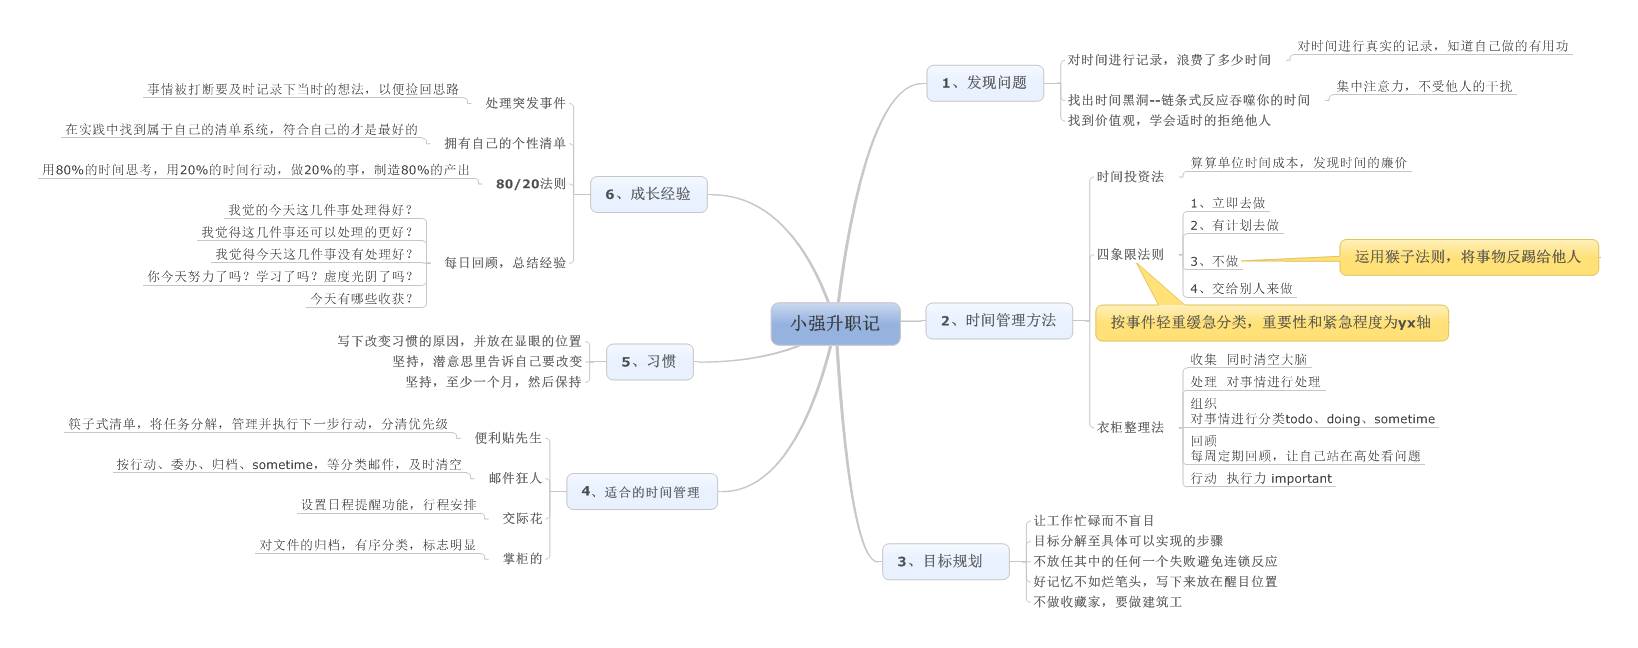 小强升职记
1、发现问题
对时间进行记录，浪费了多少时间
对时间进行真实的记录，知道自己做的有用功
找出时间黑洞--链条式反应吞噬你的时间
集中注意力，不受他人的干扰
找到价值观，学会适时的拒绝他人
2、时间管理方法
时间投资法
算算单位时间成本，发现时间的廉价
四象限法则
1、立即去做
2、有计划去做
3、不做
运用猴子法则，将事物反踢给他人
4、交给别人来做
按事件轻重缓急分类，重要性和紧急程度为yx轴
衣柜整理法
收集 同时清空大脑
处理 对事情进行处理
组织
对事情进行分类todo、doing、sometime
回顾
每周定期回顾，让自己站在高处看问题
行动 执行力 important
3、目标规划
让工作忙碌而不盲目
目标分解至具体可以实现的步骤
不放任其中的任何一个失败避免连锁反应
好记忆不如烂笔头，写下来放在醒目位置
不做收藏家，要做建筑工
4、适合的时间管理
便利贴先生
筷子式清单，将任务分解，管理并执行下一步行动，分清优先级
邮件狂人
按行动、委办、归档、sometime，等分类邮件，及时清空
交际花
设置日程提醒功能，行程安排
掌柜的
对文件的归档，有序分类，标志明显
5、习惯
写下改变习惯的原因，并放在显眼的位置
坚持，潜意思里告诉自己要改变
坚持，至少一个月，然后保持
6、成长经验
处理突发事件
事情被打断要及时记录下当时的想法，以便捡回思路
拥有自己的个性清单
在实践中找到属于自己的清单系统，符合自己的才是最好的
80/20法则
用80%的时间思考，用20%的时间行动，做20%的事，制造80%的产出
每日回顾，总结经验
我觉的今天这几件事处理得好？
我觉得这几件事还可以处理的更好？
我觉得今天这几件事没有处理好？
你今天努力了吗？学习了吗？虚度光阴了吗？
今天有哪些收获？